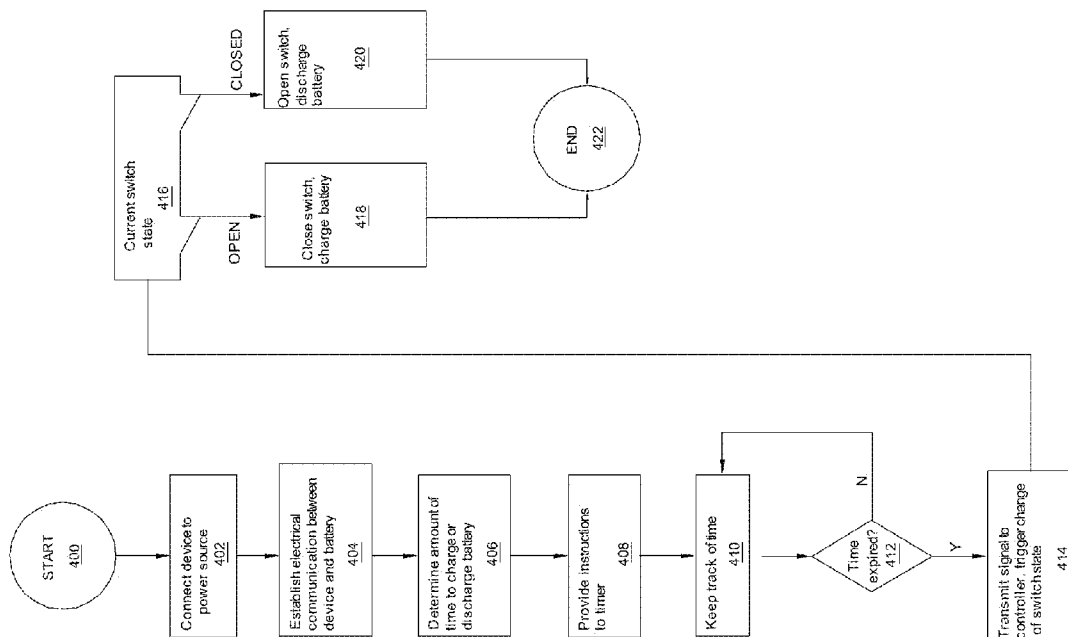 START
400
Connect device to
power source
402
Establish electrical
communication between
device and battery
404
Determine amount of
time to charge or
discharge battery
406
Provide instructions
to timer
408
Keep track of time
410
Time
expired?
412
N
Y
Transmit signal to
controller, trigger change
of switch state
414
Current switch
state
416
OPEN
CLOSED
Close switch,
charge battery
418
Open switch,
discharge
battery
420
END
422